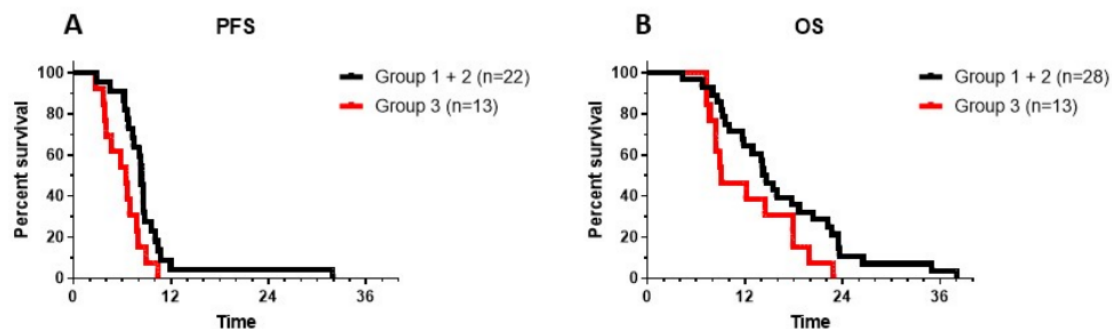 A PFS
Percent survival
100
80
60
40
20
0
0 12 24 36
Time
Group 1 + 2 (n=22)
Group 3 (n=13)
B OS
Percent survival
100
80
60
40
20
0
0 12 24 36
Time
Group 1 + 2 (n=28)
Group 3 (n=13)